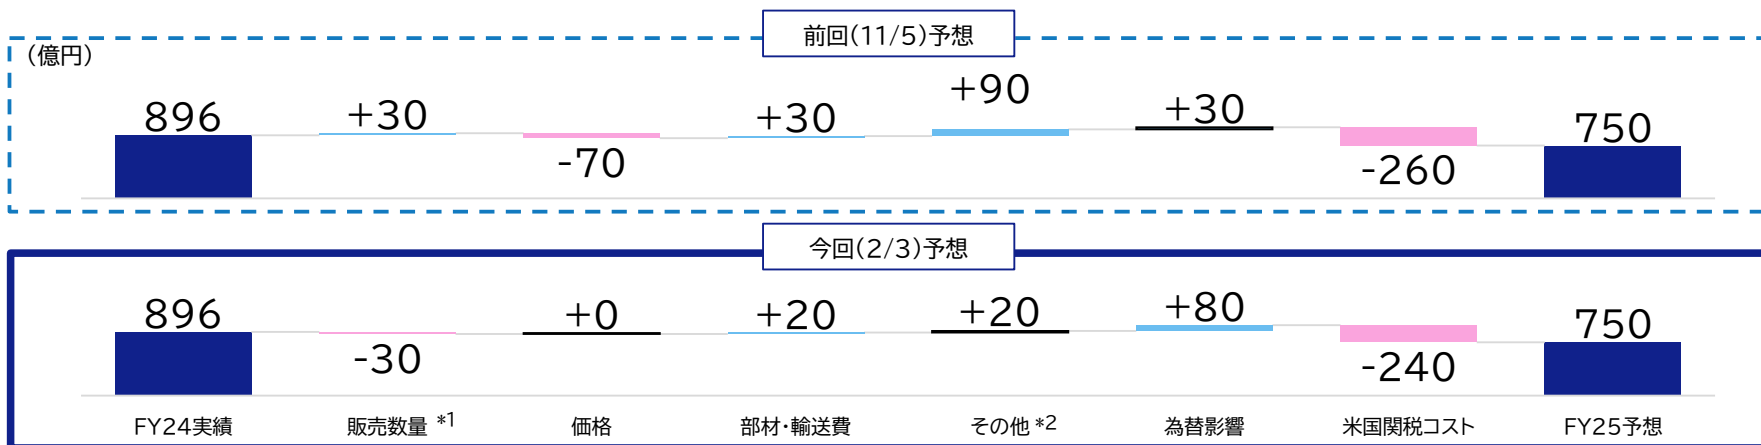 前回(11/5)予想
(億円)
896 +30 -70 +30 +90 +30 -260 750
今回(2/3)予想
896 -30 +0 +20 +20 +80 -240 750
FY24実績 販売数量 *1 価格 部材・輸送費 その他 *2 為替影響 米国関税コスト FY25予想